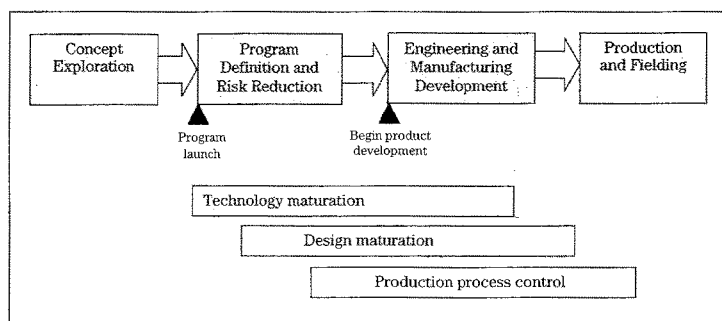 Concept
Exploration
Program
Definition and
Risk Reduction
Engineering and
Manufacturing
Development
Production
and Fielding
Program
launch
Begin product
development
Technology maturation
Design maturation
Production process control